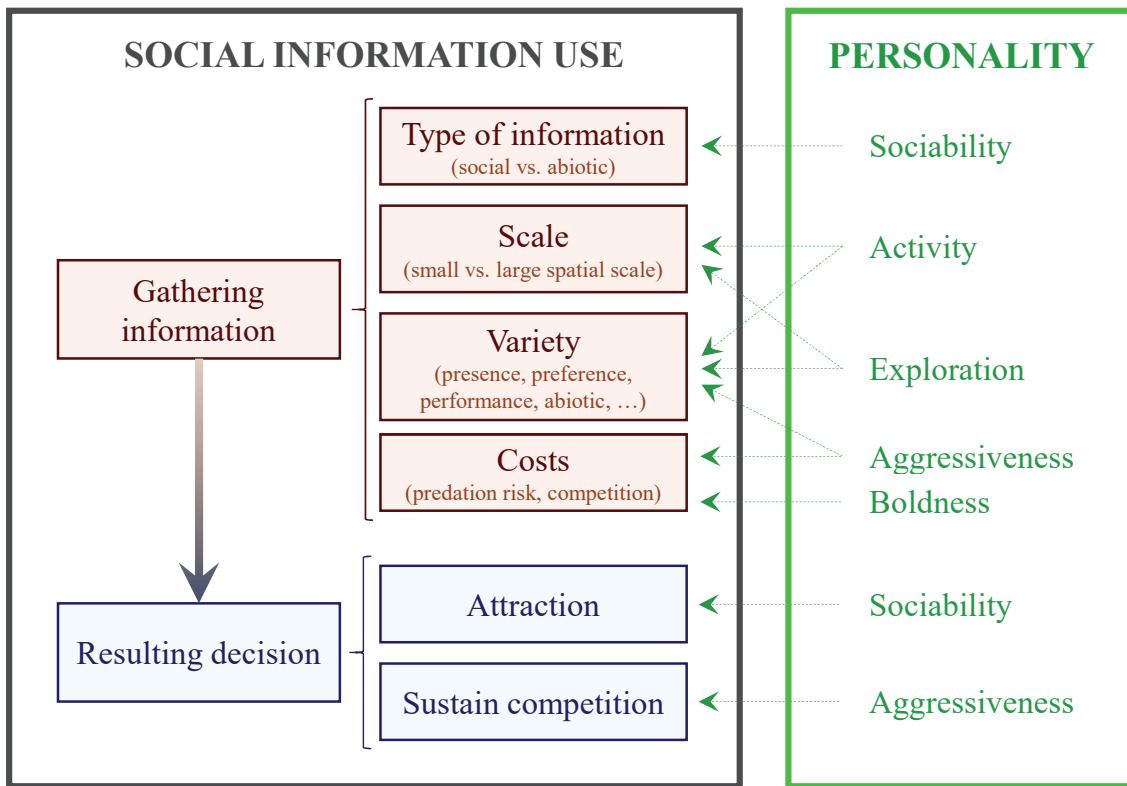 SOCIAL INFORMATION USE
Type of information
(social vs. abiotic)
Scale
(small vs. large spatial scale)
Gathering
information
Variety
(presence, preference,
performance, abiotic, …)
Costs
(predation risk, competition)
Resulting decision
Attraction
Sustain competition
PERSONALITY
Sociability
Activity
Exploration
Aggressiveness
Boldness
Sociability
Aggressiveness